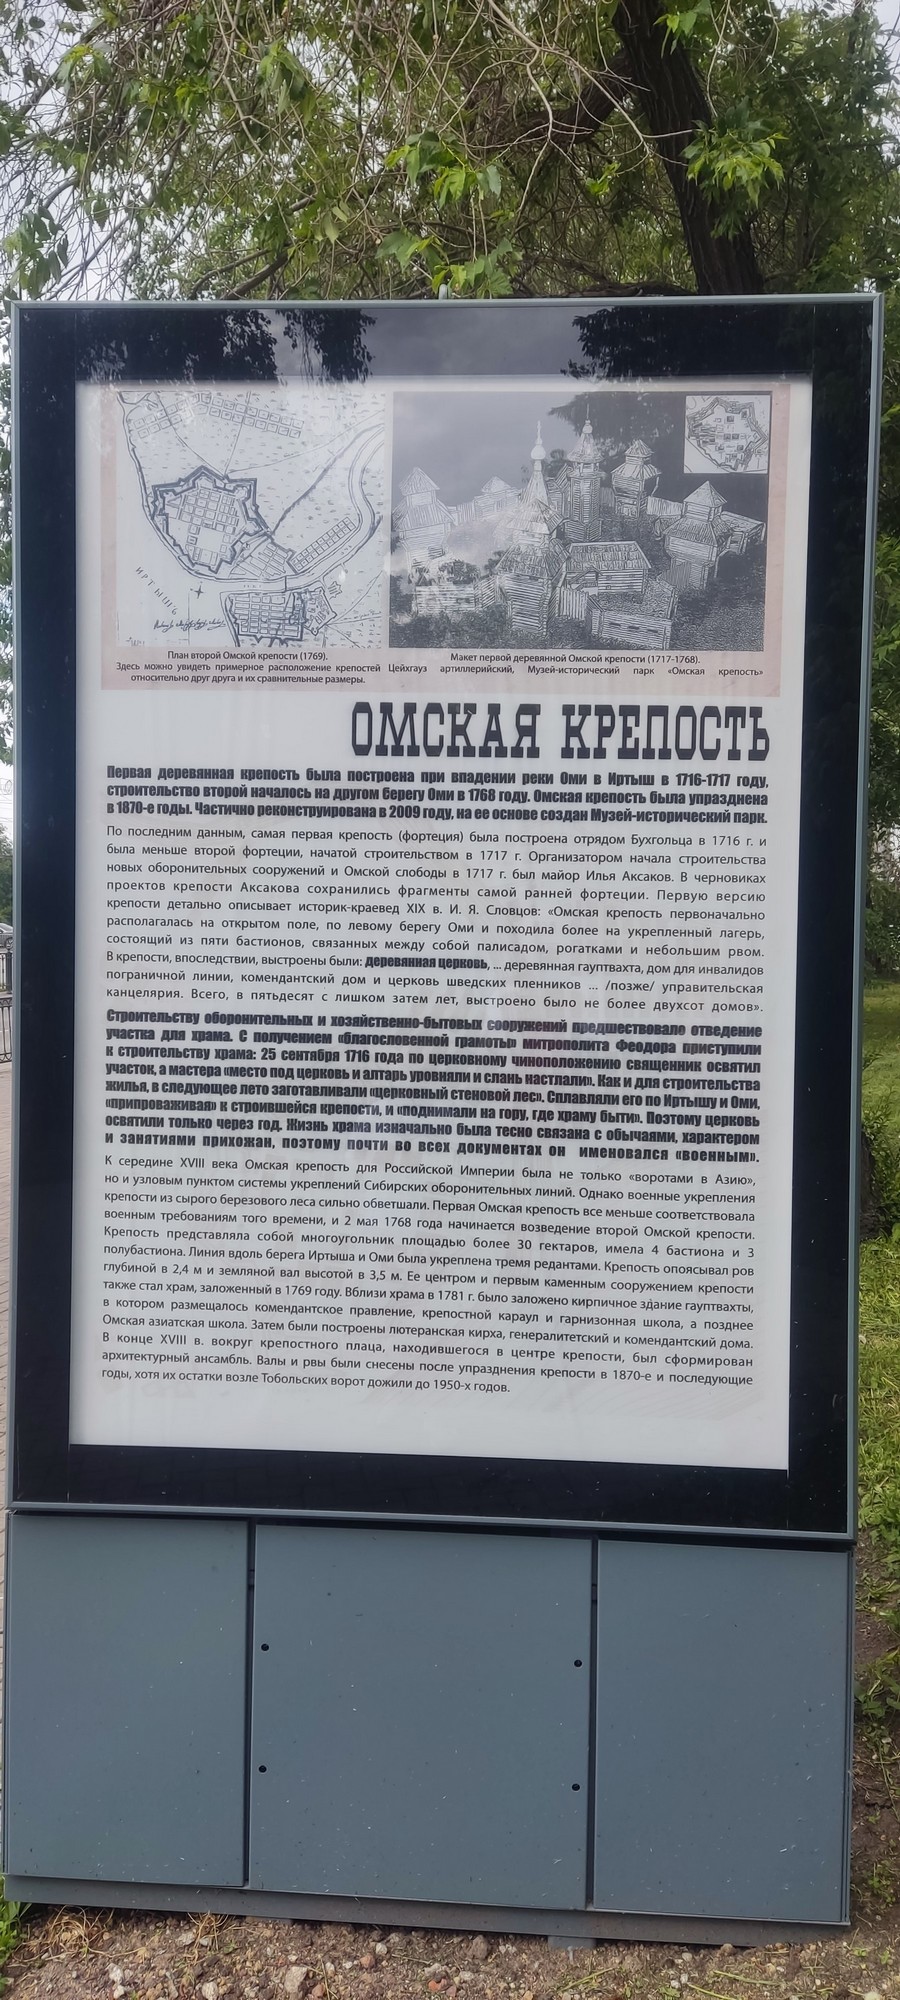 ИРТЫШЪ
План второй Омской крепости (1769).
Здесь можно увидеть примерное расположение крепостей
относительно друг друга и их сравнительные размеры.
Макет первой деревянной Омской крепости (1717-1768).
Цейхгауз артиллерийский, Музей-исторический парк «Омская крепость»
ОМСКАЯ КРЕПОСТЬ
Первая деревянная крепость была построена при впадении реки Оми в Иртыш в 1716-1717 году,
строительство второй началось на другом берегу Оми в 1768 году. Омская крепость была упразднена
в 1870-е годы. Частично реконструирована в 2009 году, на ее основе создан Музей-исторический парк.
По последним данным, самая первая крепость (фортеция) была построена отрядом Бухгольца в 1716 г. и
была меньше второй фортеции, начатой строительством в 1717 г. Организатором начала строительства
новых оборонительных сооружений и Омской слободы в 1717 г. был майор Илья Аксаков. В черновиках
проектов крепости Аксакова сохранились фрагменты самой ранней фортеции. Первую версию
крепости детально описывает историк-краевед XIX в. И. Я. Словцов: «Омская крепость первоначально
располагалась на открытом поле, по левому берегу Оми и походила более на укрепленный лагерь,
состоящий из пяти бастионов, связанных между собой палисадом, рогатками и небольшим рвом.
В крепости, впоследствии, выстроены были: деревянная церковь, ... деревянная гауптвахта, дом для инвалидов
пограничной линии, комендантский дом и церковь шведских пленников ... /позже/ управительская
канцелярия. Всего, в пятьдесят с лишком затем лет, выстроено было не более двухсот домов».
Строительству оборонительных и хозяйственно-бытовых сооружений предшествовало отведение
участка для храма. С получением «благословенной грамоты» митрополита Феодора приступили
к строительству храма: 25 сентября 1716 года по церковному чиноположению священник освятил
участок, а мастера «место под церковь и алтарь уровняли и слань настлали». Как и для строительства
жилья, в следующее лето заготавливали «церковный стеновой лес». Сплавляли его по Иртышу и Оми,
«припроваживая» к строившейся крепости, и «поднимали на гору, где храму быти». Поэтому церковь
освятили только через год. Жизнь храма изначально была тесно связана с обычаями, характером
и занятиями прихожан, поэтому почти во всех документах он именовался «военным».
К середине XVIII века Омская крепость для Российской Империи была не только «воротами в Азию»,
но и узловым пунктом системы укреплений Сибирских оборонительных линий. Однако военные укрепления
крепости из сырого березового леса сильно обветшали. Первая Омская крепость все меньше соответствовала
военным требованиям того времени, и 2 мая 1768 года начинается возведение второй Омской крепости.
Крепость представляла собой многоугольник площадью более 30 гектаров, имела 4 бастиона и 3
полубастиона. Линия вдоль берега Иртыша и Оми была укреплена тремя редантами. Крепость опоясывал ров
глубиной в 2,4 м и земляной вал высотой в 3,5 м. Ее центром и первым каменным сооружением крепости
также стал храм, заложенный в 1769 году. Вблизи храма в 1781 г. было заложено кирпичное здание гауптвахты,
в котором размещалось комендантское правление, крепостной караул и гарнизонная школа, а позднее
Омская азиатская школа. Затем были построены лютеранская кирха, генералитетский и комендантский дома.
В конце XVIII в. вокруг крепостного плаца, находившегося в центре крепости, был сформирован
архитектурный ансамбль. Валы и рвы были снесены после упразднения крепости в 1870-е и последующие
годы, хотя их остатки возле Тобольских ворот дожили до 1950-х годов.